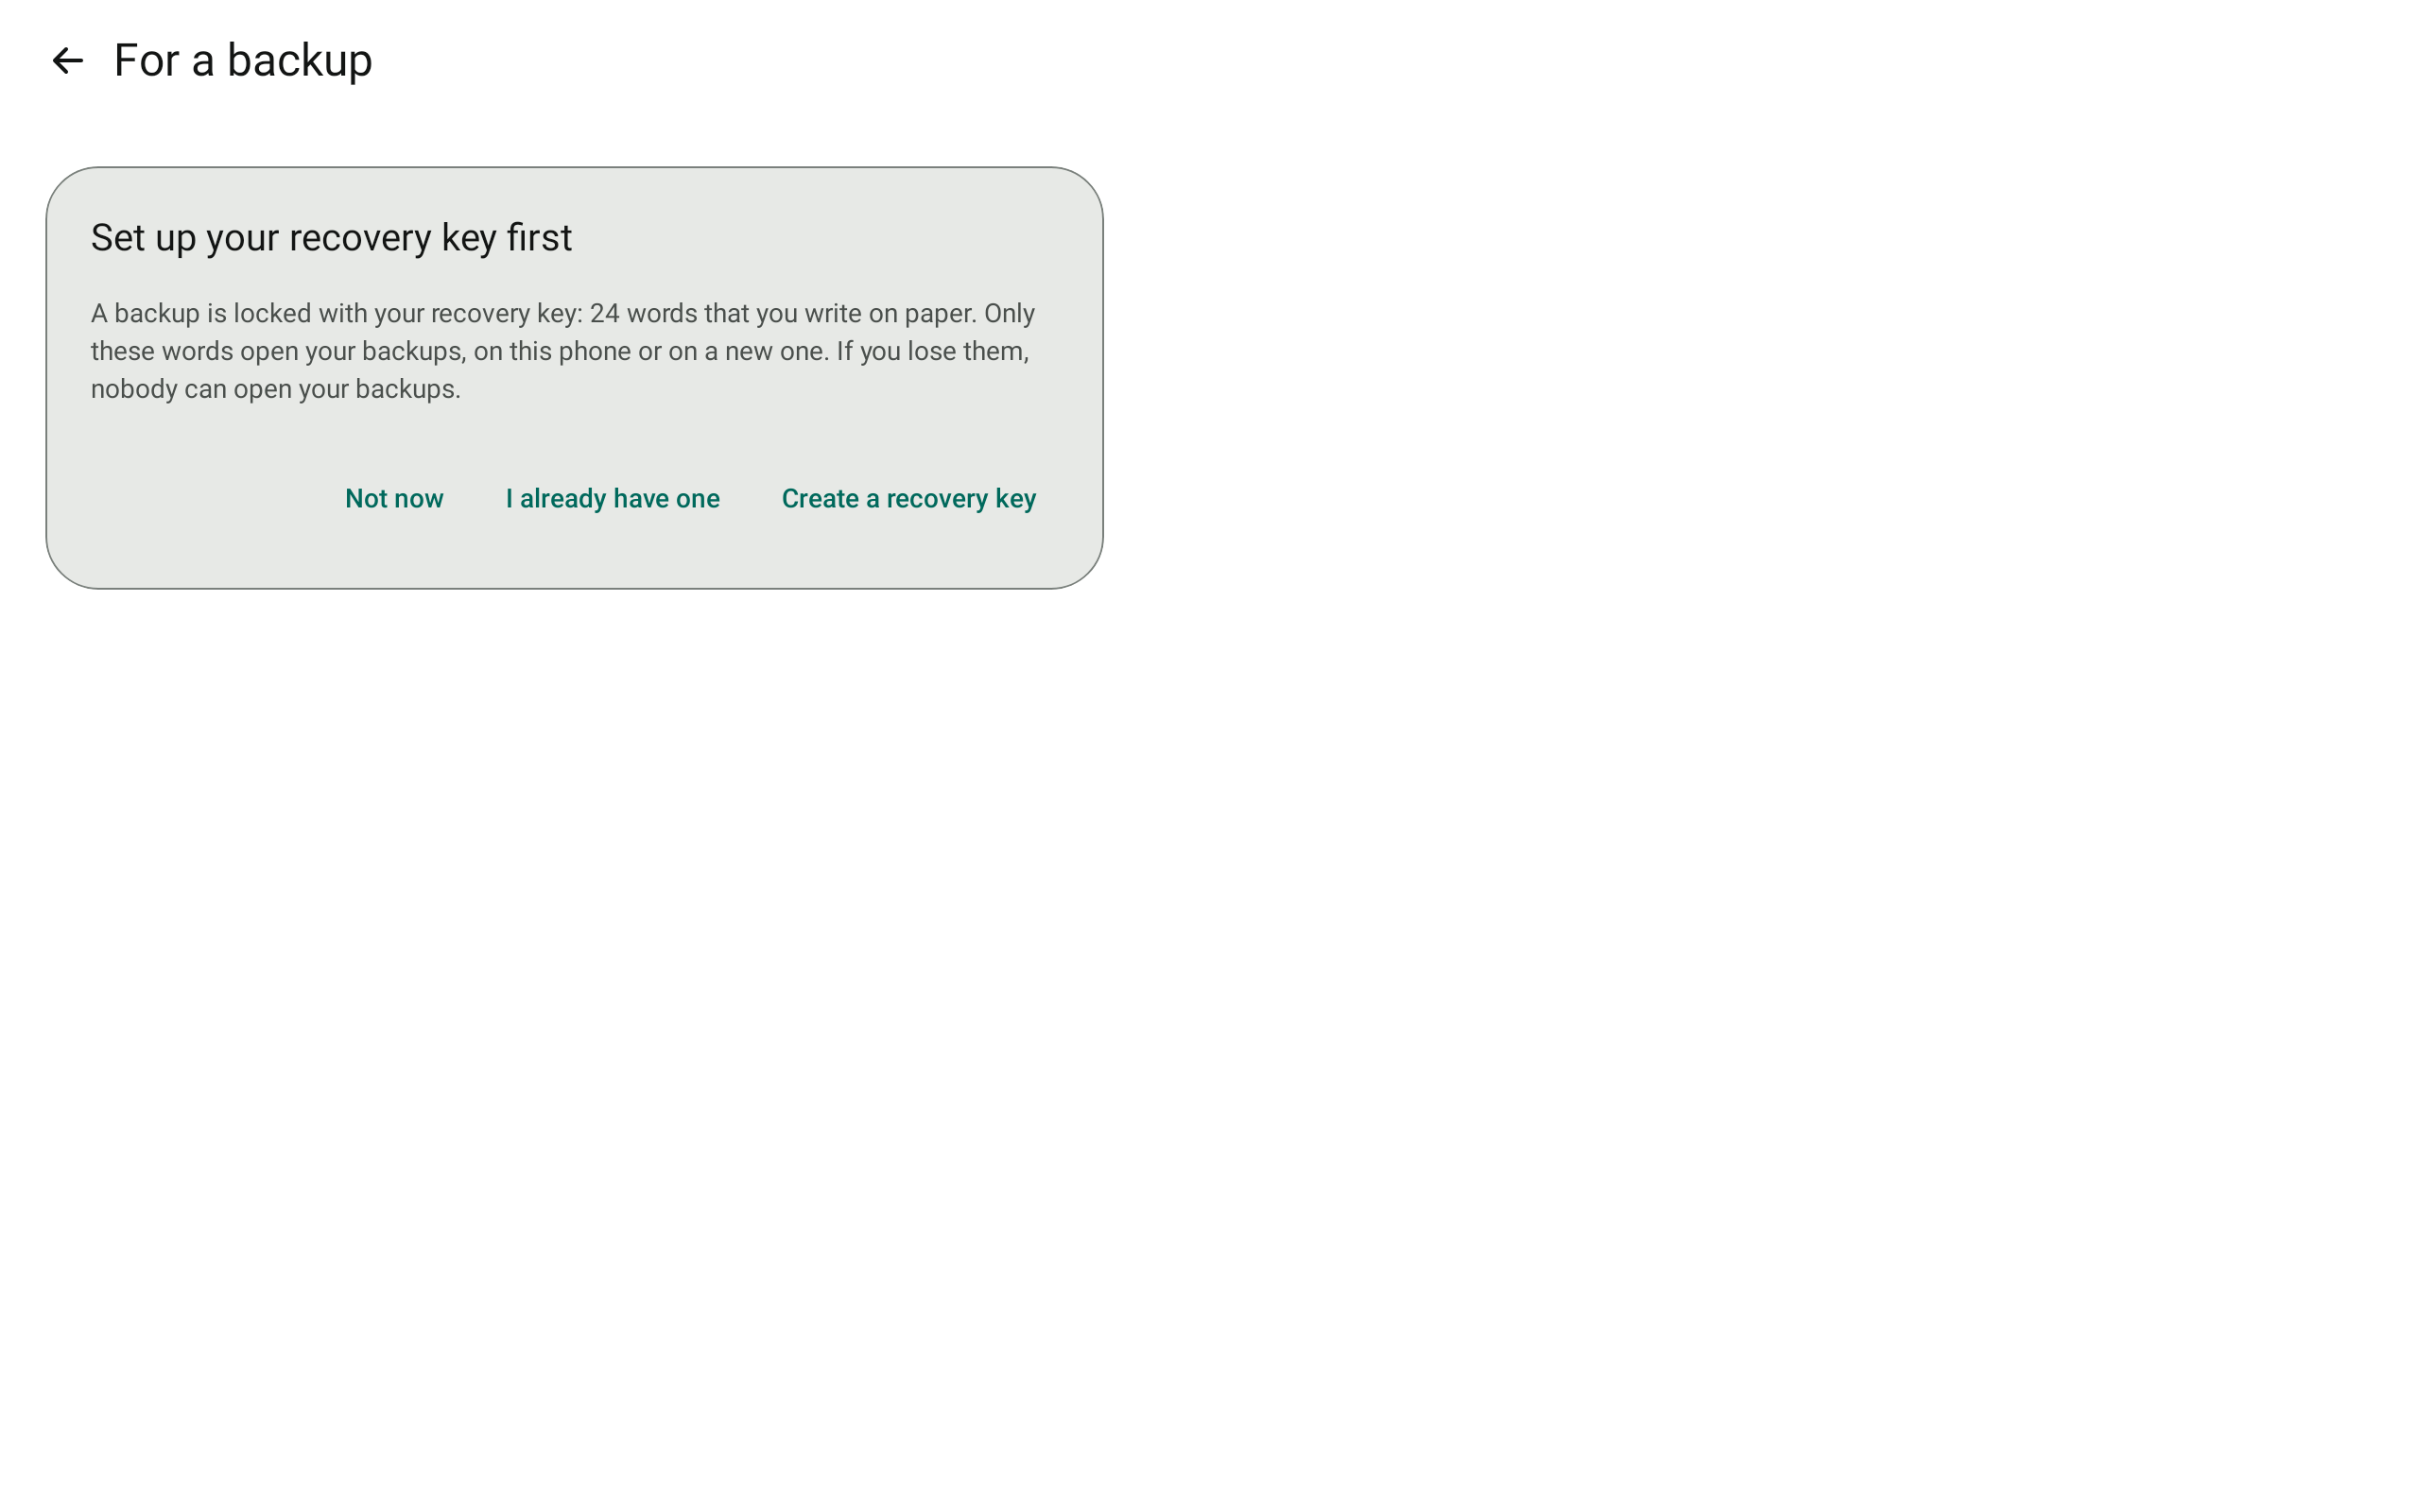 For a backup
Set up your recovery key first
A backup is locked with your recovery key: 24 words that you write on paper. Only
these words open your backups, on this phone or on a new one. If you lose them,
nobody can open your backups.
Not now
I already have one
Create a recovery key